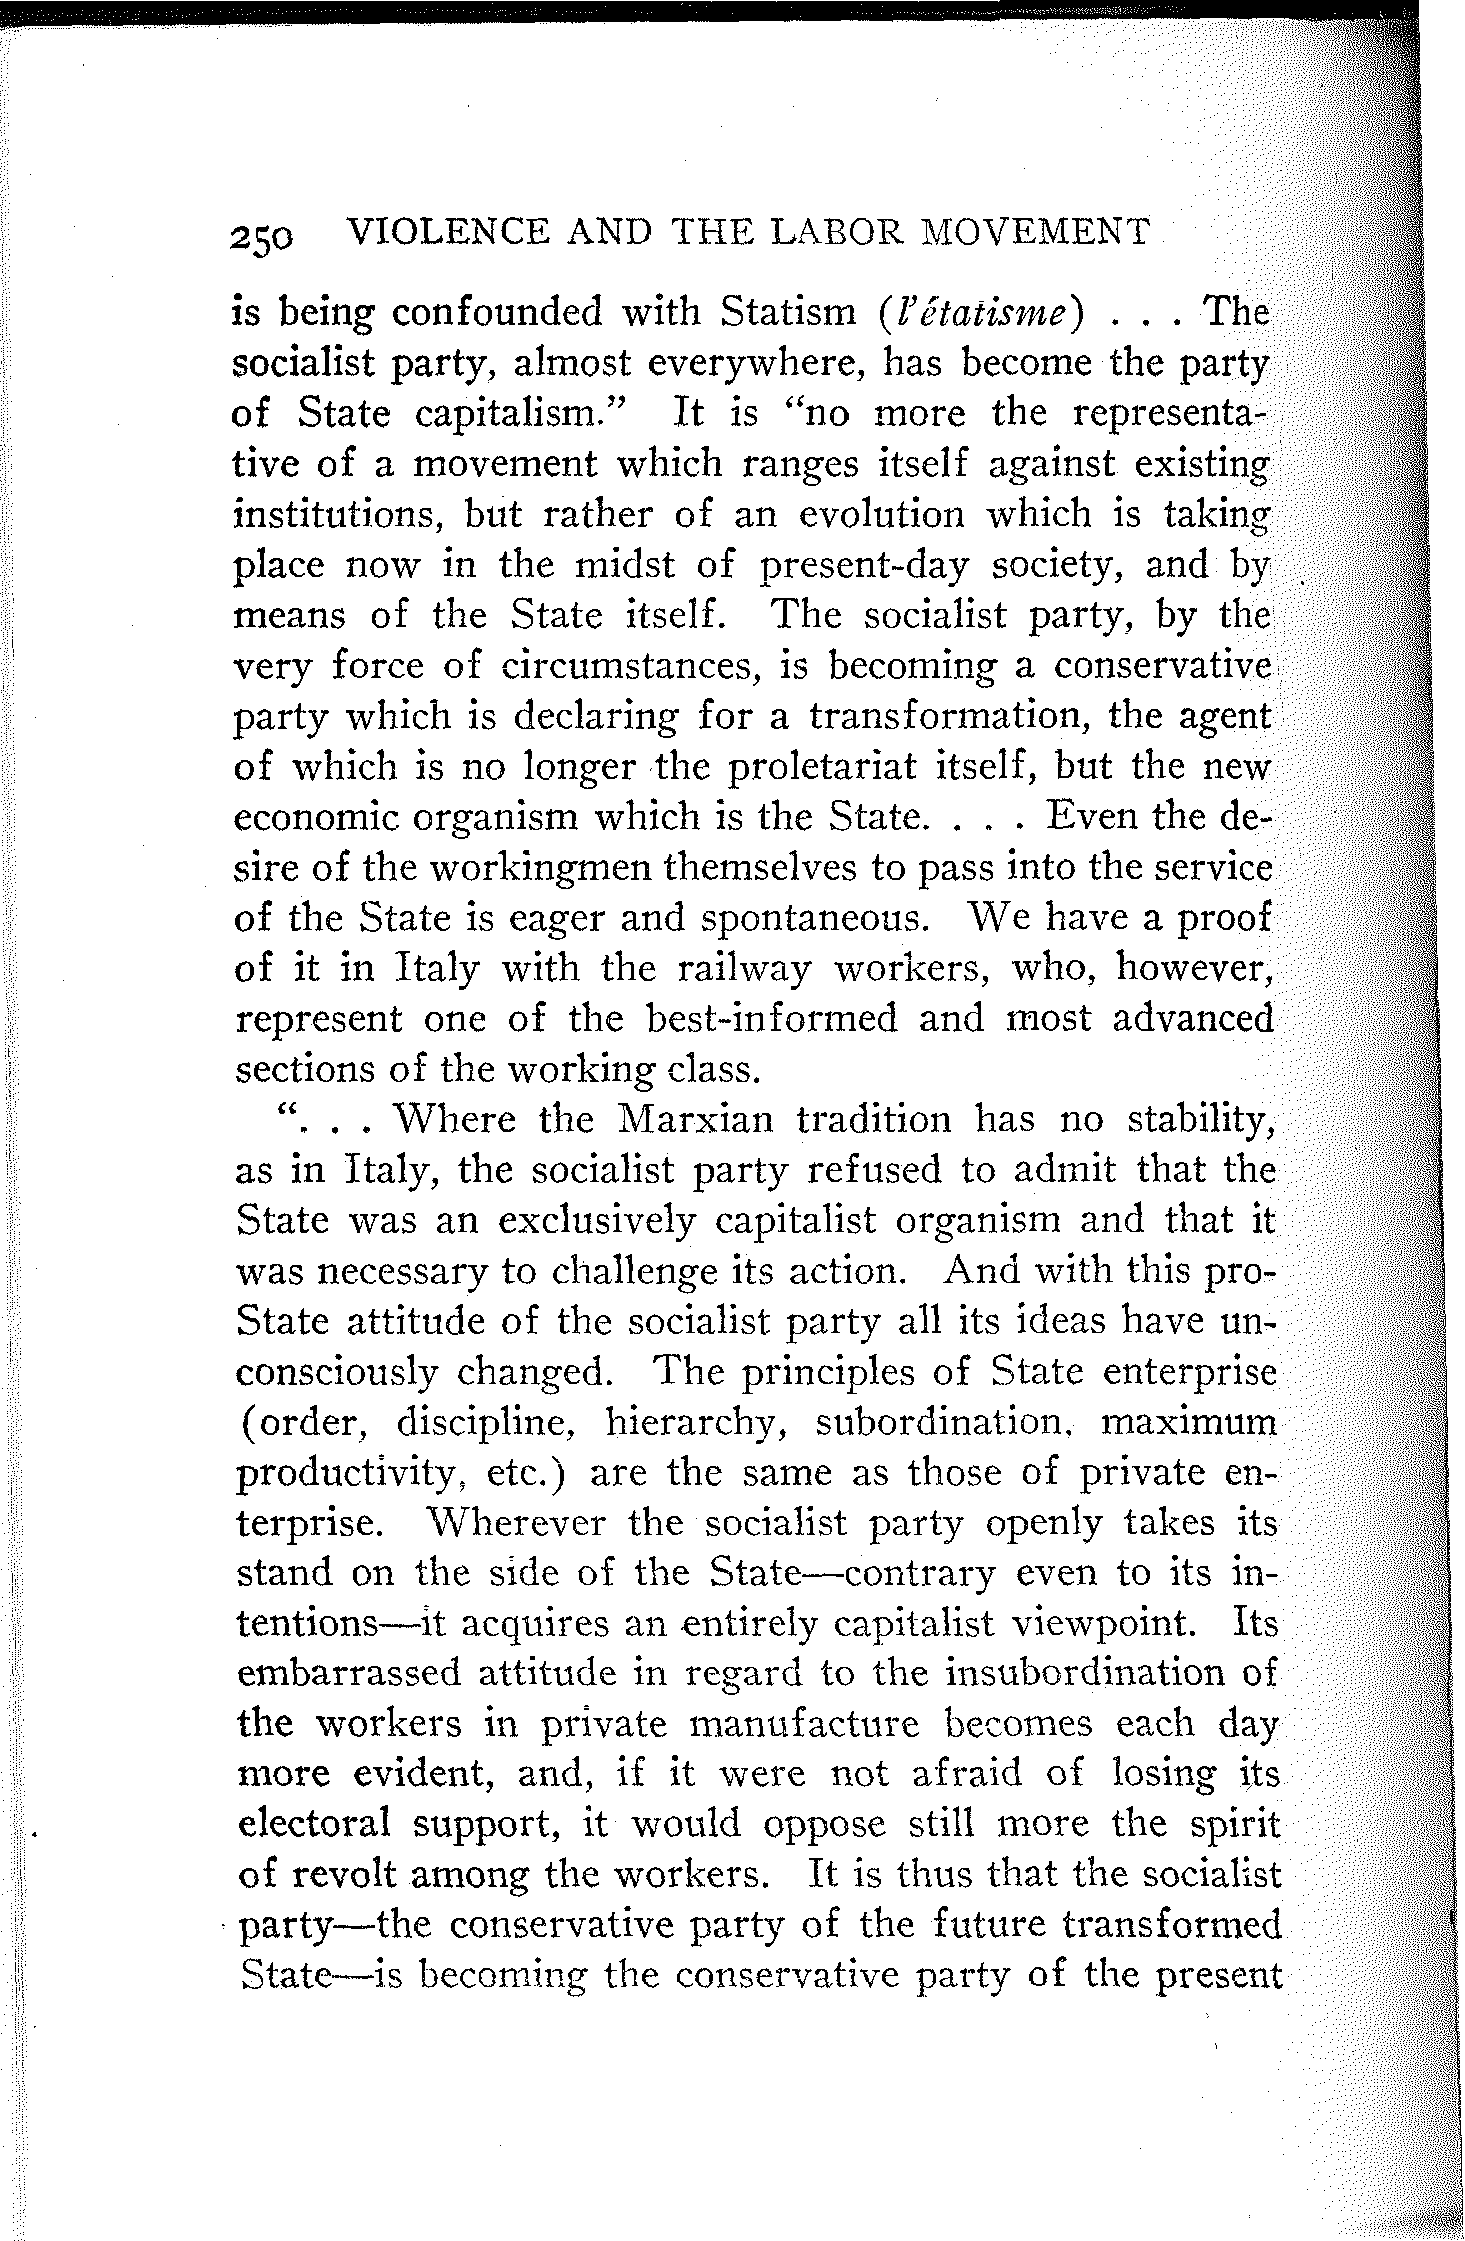 250 VIOLENCE AND THE LABOR MOVEMENT
is being confounded with Statism (l'étatisme) . . . The
socialist party, almost everywhere, has become the party
of State capitalism.” It is “no more the representa-
tive of a movement which ranges itself against existing
institutions, but rather of an evolution which is taking
place now in the midst of present-day society, and by
means of the State itself. The socialist party, by the
very force of circumstances, is becoming a conservative
party which is declaring for a transformation, the agent
of which is no longer the proletariat itself, but the new
economic organism which is the State. . . . Even the de-
sire of the workingmen themselves to pass into the service
of the State is eager and spontaneous. We have a proof
of it in Italy with the railway workers, who, however,
represent one of the best-informed and most advanced
sections of the working class.
“. . . Where the Marxian tradition has no stability,
as in Italy, the socialist party refused to admit that the
State was an exclusively capitalist organism and that it
was necessary to challenge its action. And with this pro-
State attitude of the socialist party all its ideas have un-
consciously changed. The principles of State enterprise
(order, discipline, hierarchy, subordination, maximum
productivity, etc.) are the same as those of private en-
terprise. Wherever the socialist party openly takes its
stand on the side of the State—contrary even to its in-
tentions—it acquires an entirely capitalist viewpoint. Its
embarrassed attitude in regard to the insubordination of
the workers in private manufacture becomes each day
more evident, and, if it were not afraid of losing its
electoral support, it would oppose still more the spirit
of revolt among the workers. It is thus that the socialist
party—the conservative party of the future transformed
State—is becoming the conservative party of the present